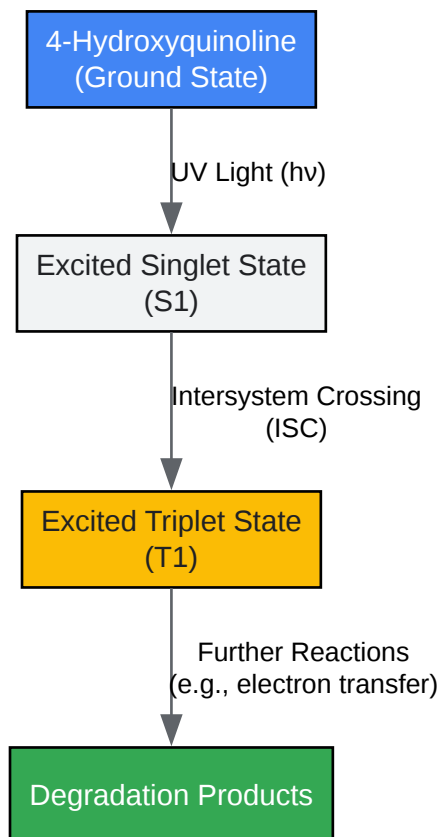 4-Hydroxyquinoline
(Ground State)
UV Light (hν)
Excited Singlet State
(S1)
Intersystem Crossing
(ISC)
Excited Triplet State
(T1)
Further Reactions
(e.g., electron transfer)
Degradation Products